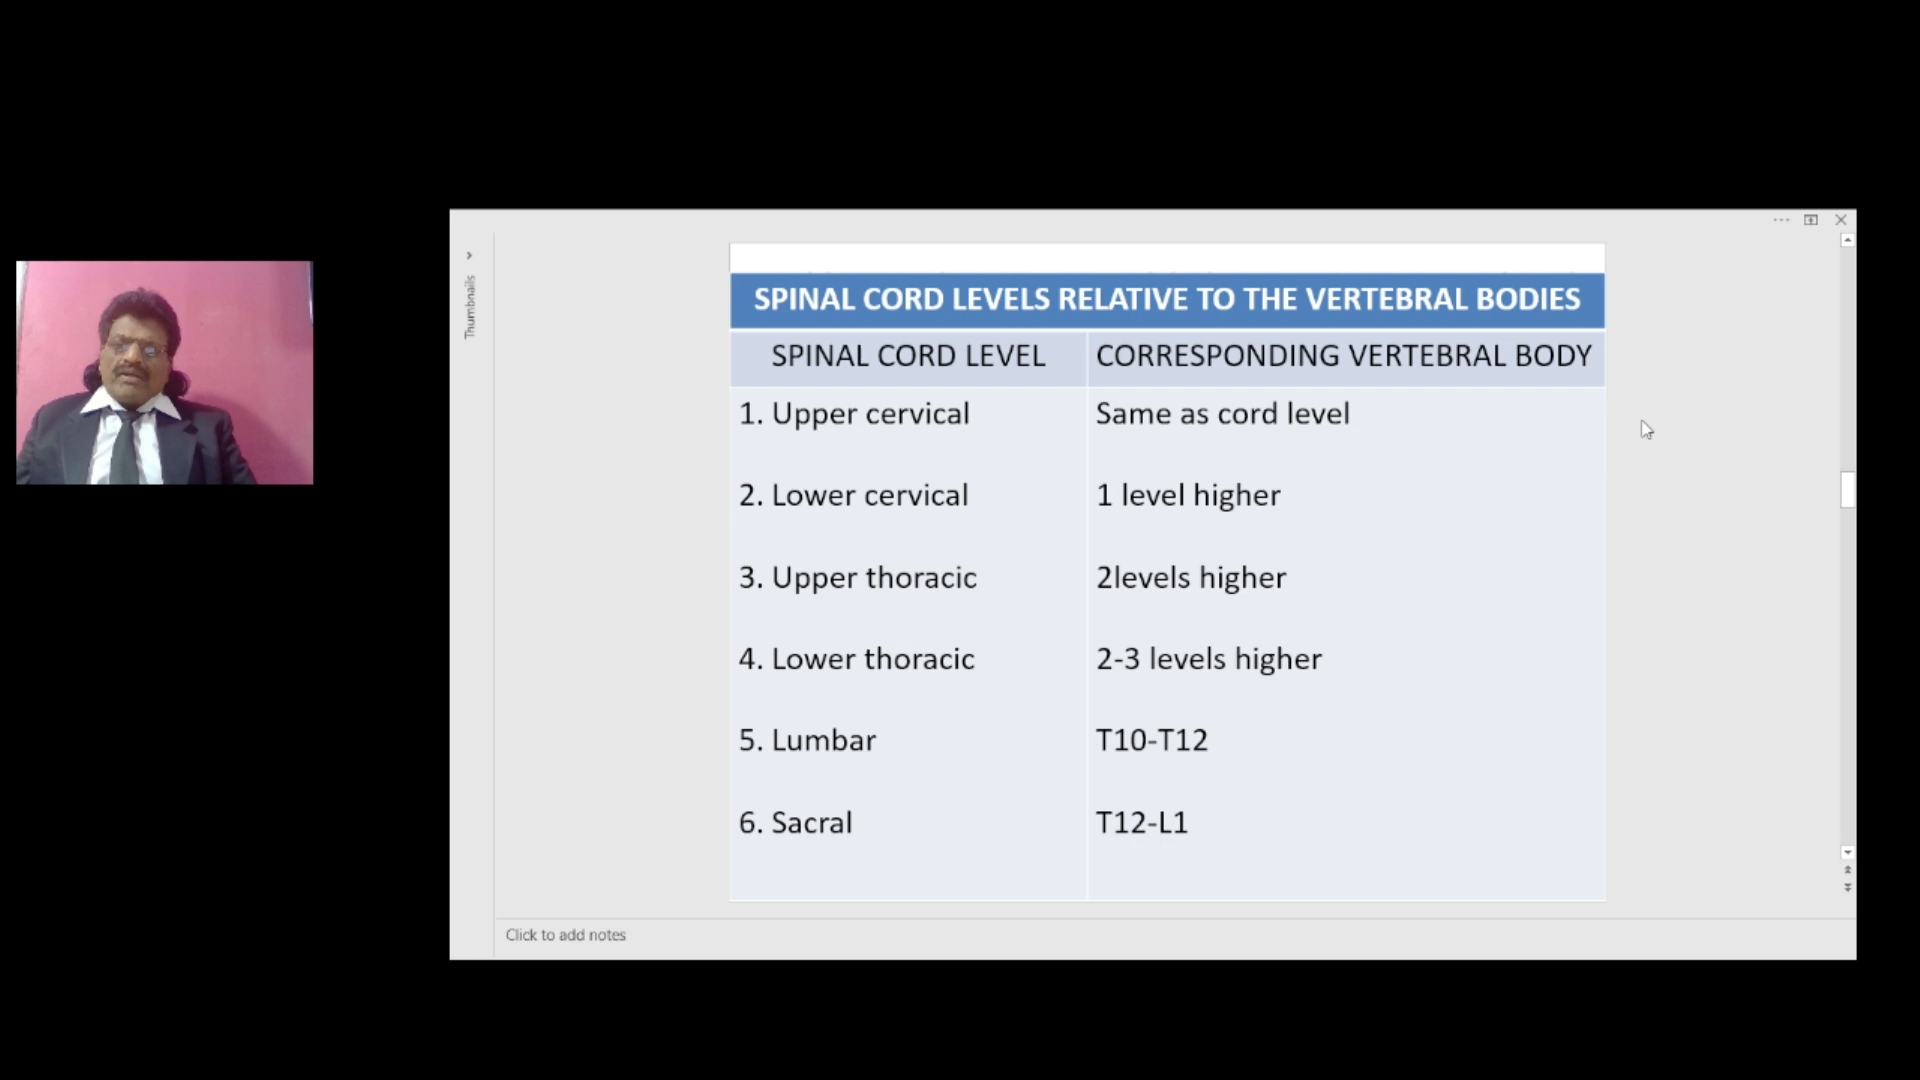 Thumbnails
SPINAL CORD LEVELS RELATIVE TO THE VERTEBRAL BODIES
SPINAL CORD LEVEL CORRESPONDING VERTEBRAL BODY
1. Upper cervical Same as cord level
2. Lower cervical 1 level higher
3. Upper thoracic 2levels higher
4. Lower thoracic 2-3 levels higher
5. Lumbar T10-T12
6. Sacral T12-L1
Click to add notes